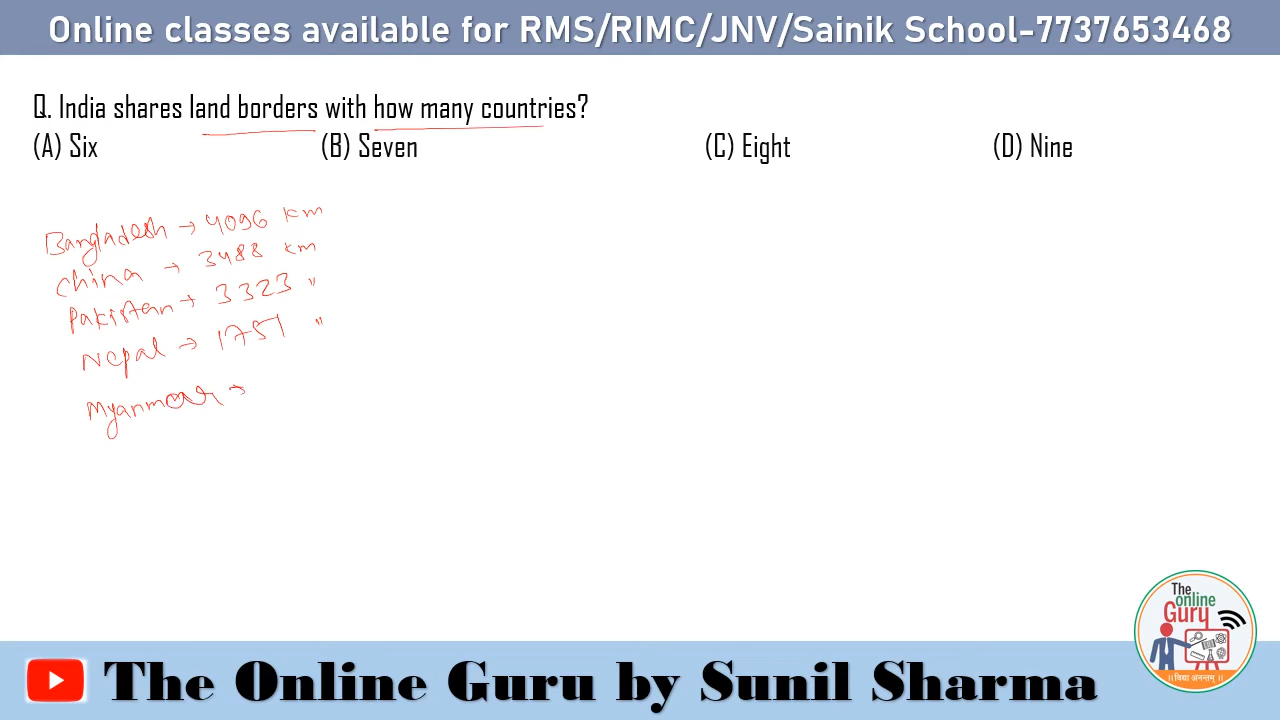 Online classes available for RMS/RIMC/JNV/Sainik School-7737653468
Q. India shares land borders with how many countries?
(A) Six (B) Seven (C) Eight (D) Nine
Bangladesh → 4096 km
China → 3488 km
Pakistan → 3323 "
Nepal → 1751 "
Myanmar →
The
online
Guru
।। विद्या अनन्तम् ।।
The Online Guru by Sunil Sharma